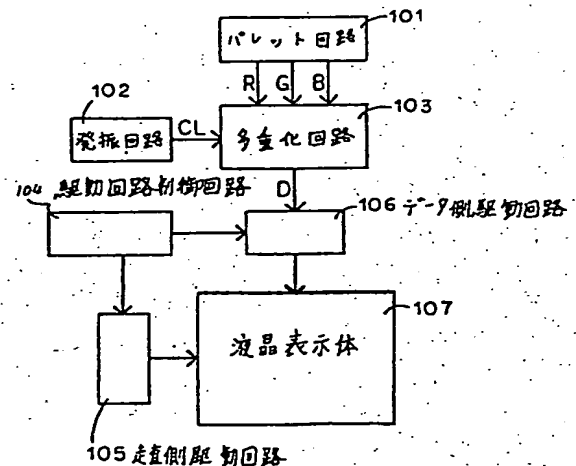 101
パレット回路
R G B
102
103
発振回路
CL
多重化回路
D
104 駆動回路制御回路
106 データ側駆動回路
107
液晶表示体
105 走査側駆動回路